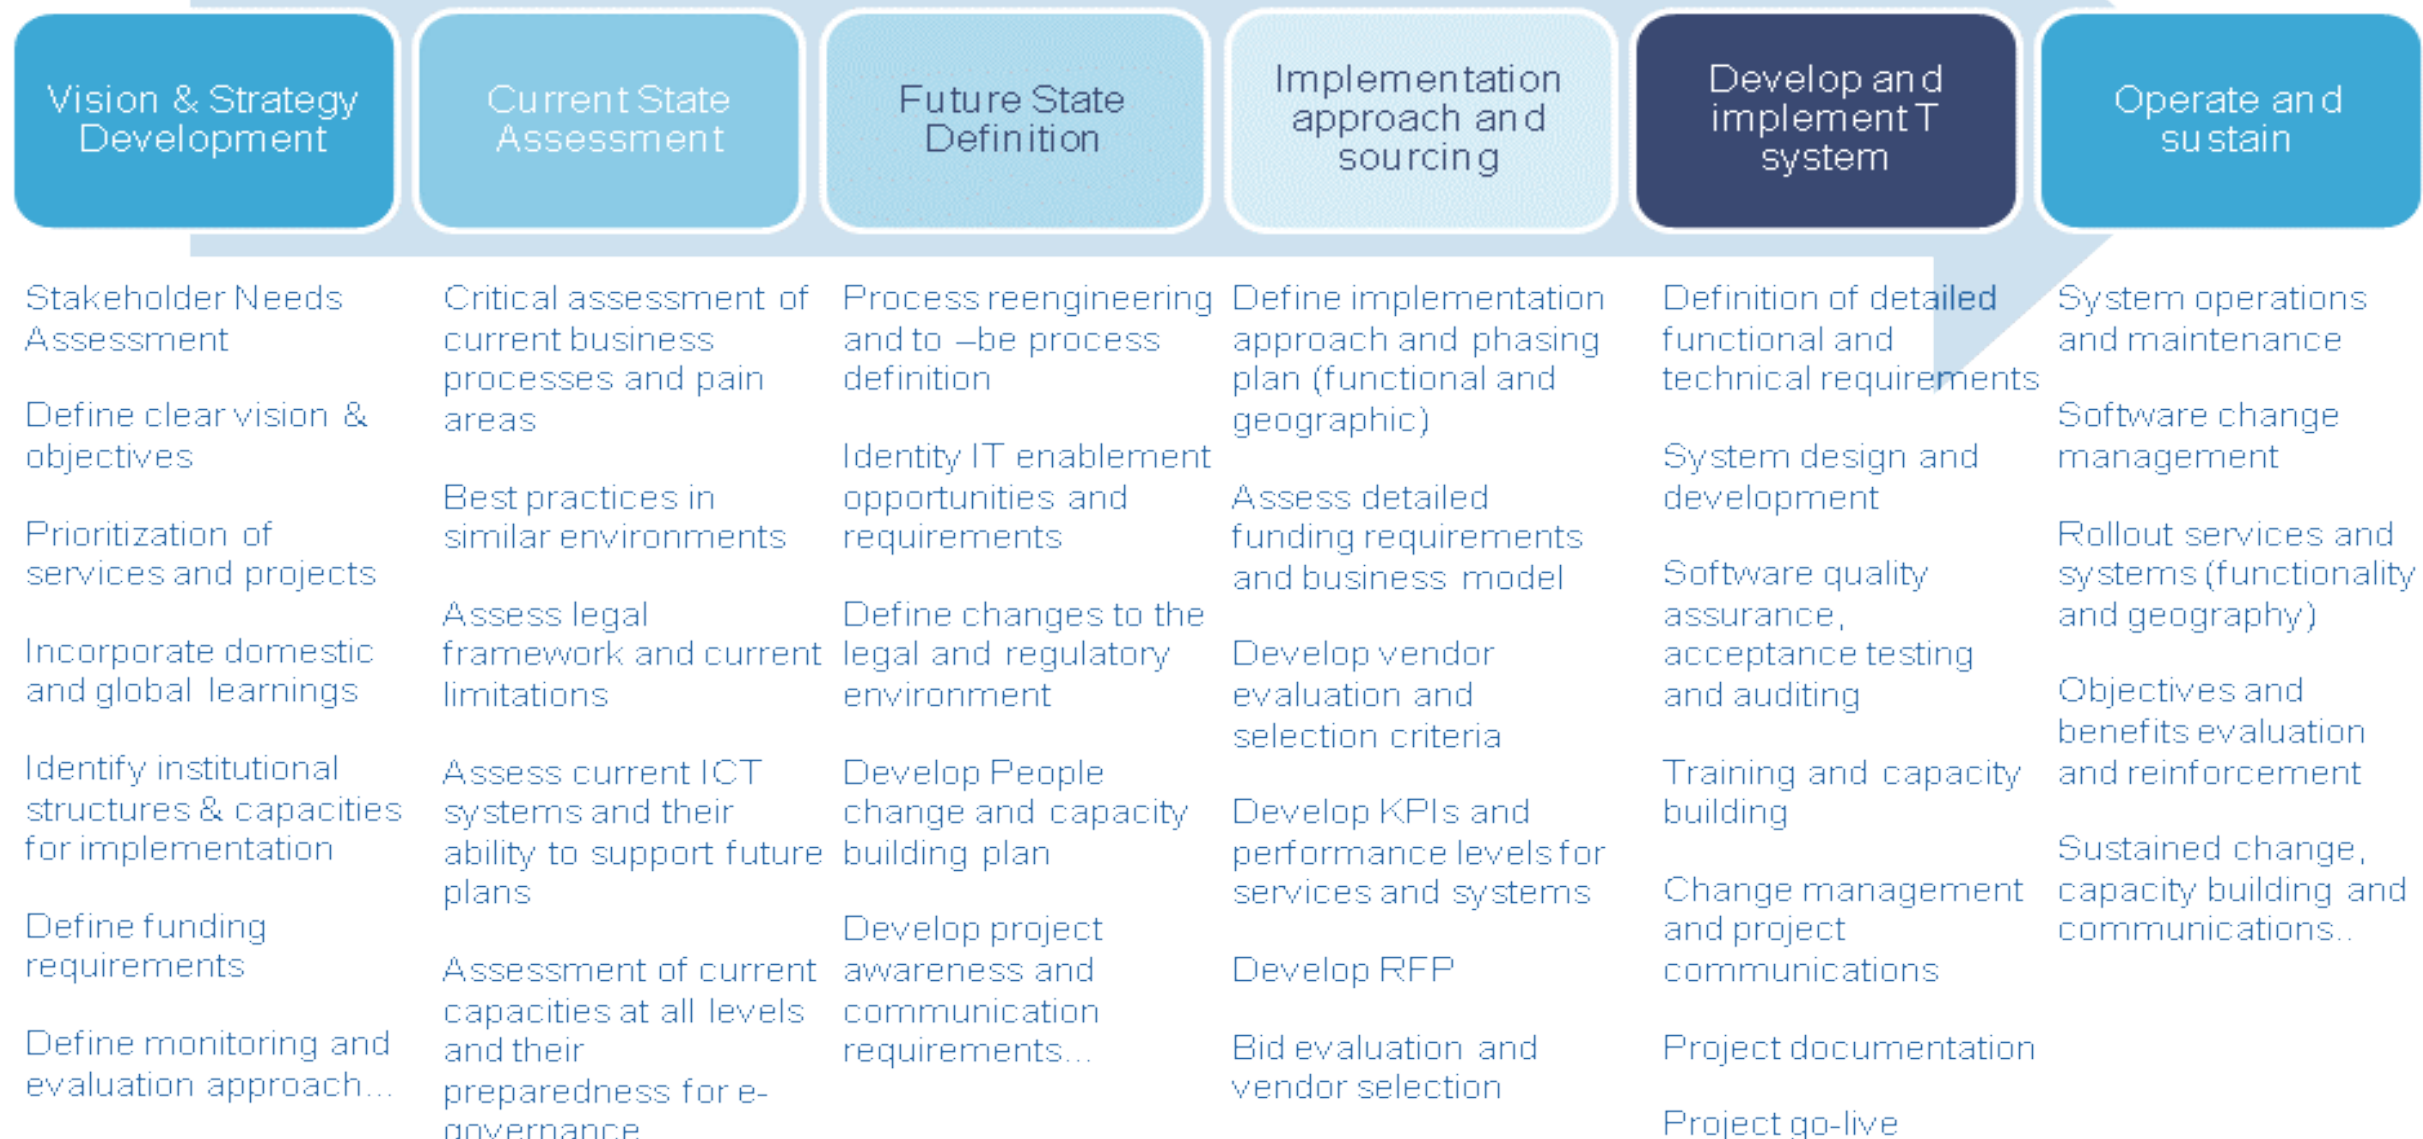 Vision & Strategy
Development
Current State
Assessment
Future State
Definition
Implementation
approach and
sourcing
Develop and
implement T
system
Operate and
sustain
Stakeholder Needs
Assessment
Define clear vision &
objectives
Prioritization of
services and projects
Incorporate domestic
and global learnings
Identify institutional
structures & capacities
for implementation
Define funding
requirements
Define monitoring and
evaluation approach...
Critical assessment of
current business
processes and pain
areas
Best practices in
similar environments
Assess legal
framework and current
limitations
Assess current ICT
systems and their
ability to support future
plans
Assessment of current
capacities at all levels
and their
preparedness for e-
governance
Process reengineering
and to –be process
definition
Identity IT enablement
opportunities and
requirements
Define changes to the
legal and regulatory
environment
Develop People
change and capacity
building plan
Develop project
awareness and
communication
requirements...
Define implementation
approach and phasing
plan (functional and
geographic)
Assess detailed
funding requirements
and business model
Develop vendor
evaluation and
selection criteria
Develop KPIs and
performance levels for
services and systems
Develop RFP
Bid evaluation and
vendor selection
Definition of detailed
functional and
technical requirements
System design and
development
Software quality
assurance,
acceptance testing
and auditing
Training and capacity
building
Change management
and project
communications
Project documentation
Project go-live
System operations
and maintenance
Software change
management
Rollout services and
systems (functionality
and geography)
Objectives and
benefits evaluation
and reinforcement
Sustained change,
capacity building and
communications..